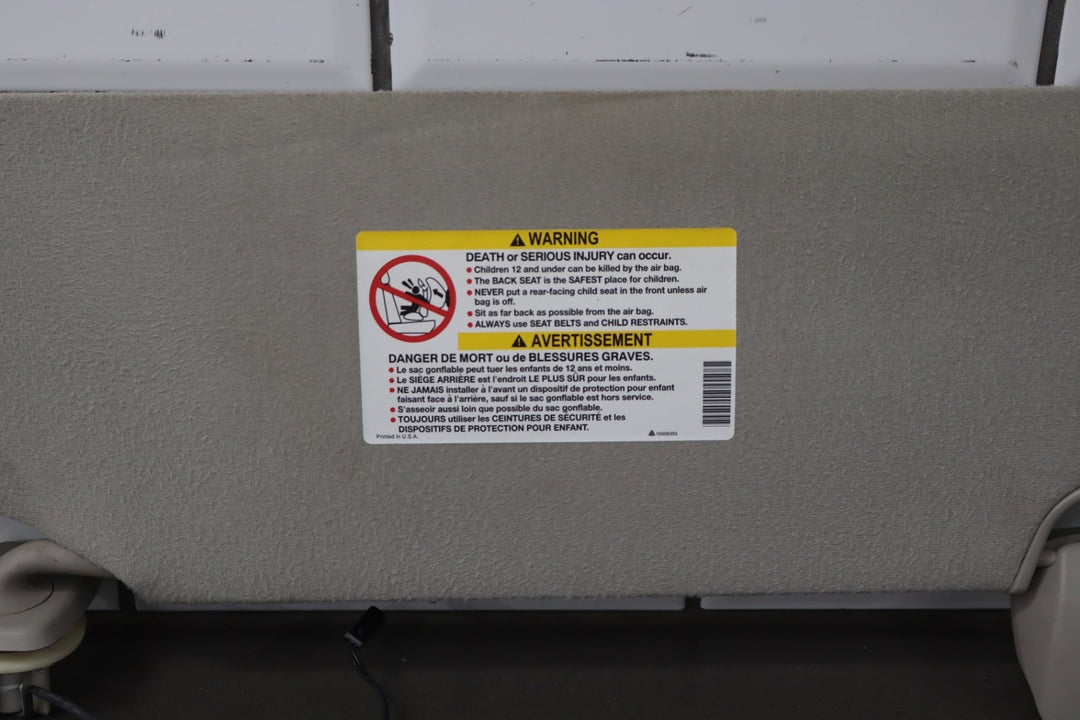 WARNING
DEATH or SERIOUS INJURY can occur.
• Children 12 and under can be killed by the air bag.
• The BACK SEAT is the SAFEST place for children.
• NEVER put a rear-facing child seat in the front unless air
bag is off.
• Sit as far back as possible from the air bag.
• ALWAYS use SEAT BELTS and CHILD RESTRAINTS.
AVERTISSEMENT
DANGER DE MORT ou de BLESSURES GRAVES.
• Le sac gonflable peut tuer les enfants de 12 ans et moins.
• Le SIÈGE ARRIÈRE est l'endroit LE PLUS SÛR pour les enfants.
• NE JAMAIS installer à l'avant un dispositif de protection pour enfant
faisant face à l'arrière, sauf si le sac gonflable est hors service.
• S'asseoir aussi loin que possible du sac gonflable.
• TOUJOURS utiliser les CEINTURES DE SÉCURITÉ et les
DISPOSITIFS DE PROTECTION POUR ENFANT.
Printed in U.S.A.